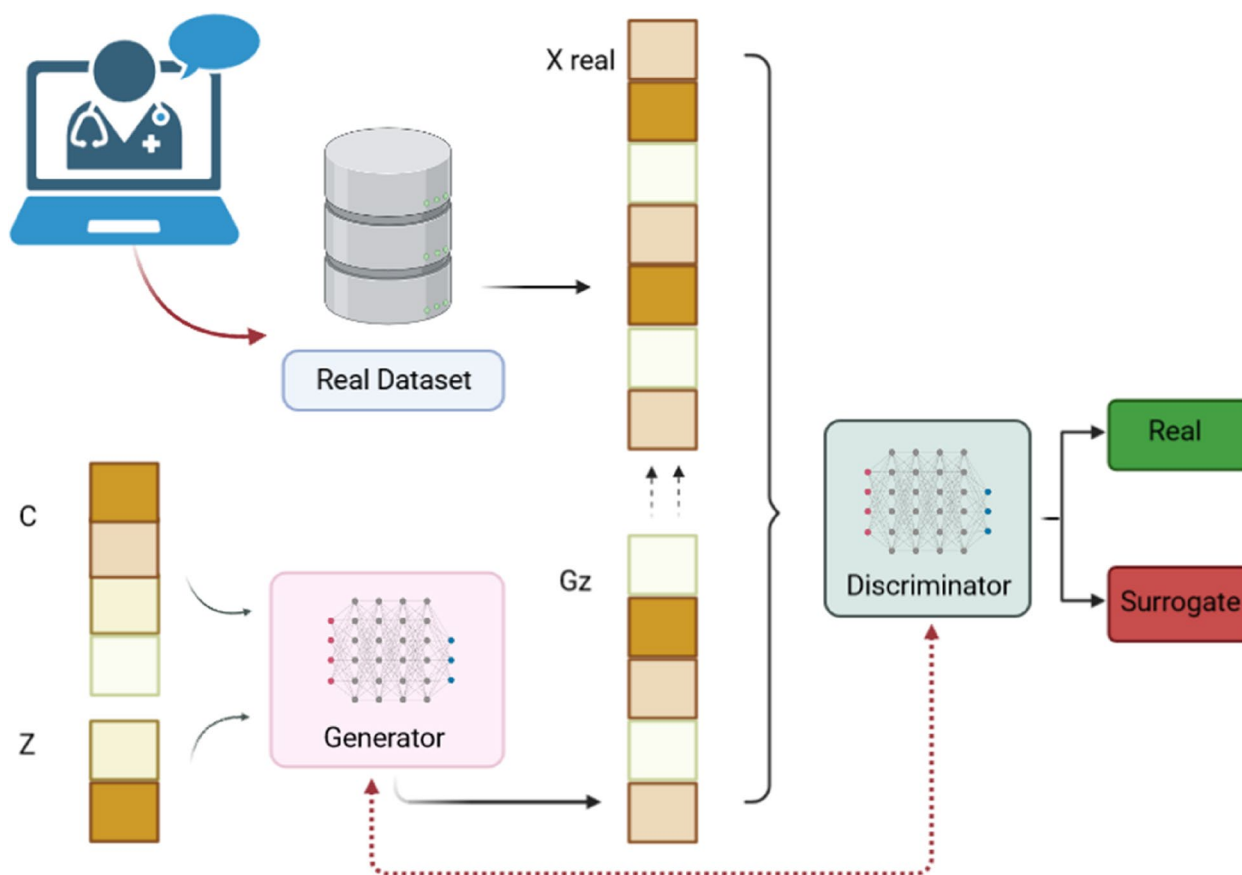 X real
Real Dataset
C
Z
Generator
Gz
Discriminator
Real
Surrogate